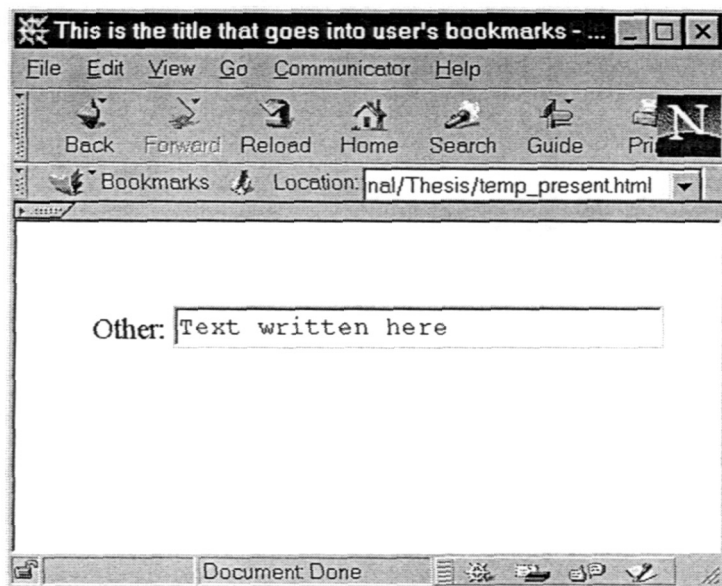 This is the title that goes into user's bookmarks - ...
File Edit View Go Communicator Help
Back Forward Reload Home Search Guide Pri N
Bookmarks Location: nal/Thesis/temp_present.html
Other: Text written here
Document Done